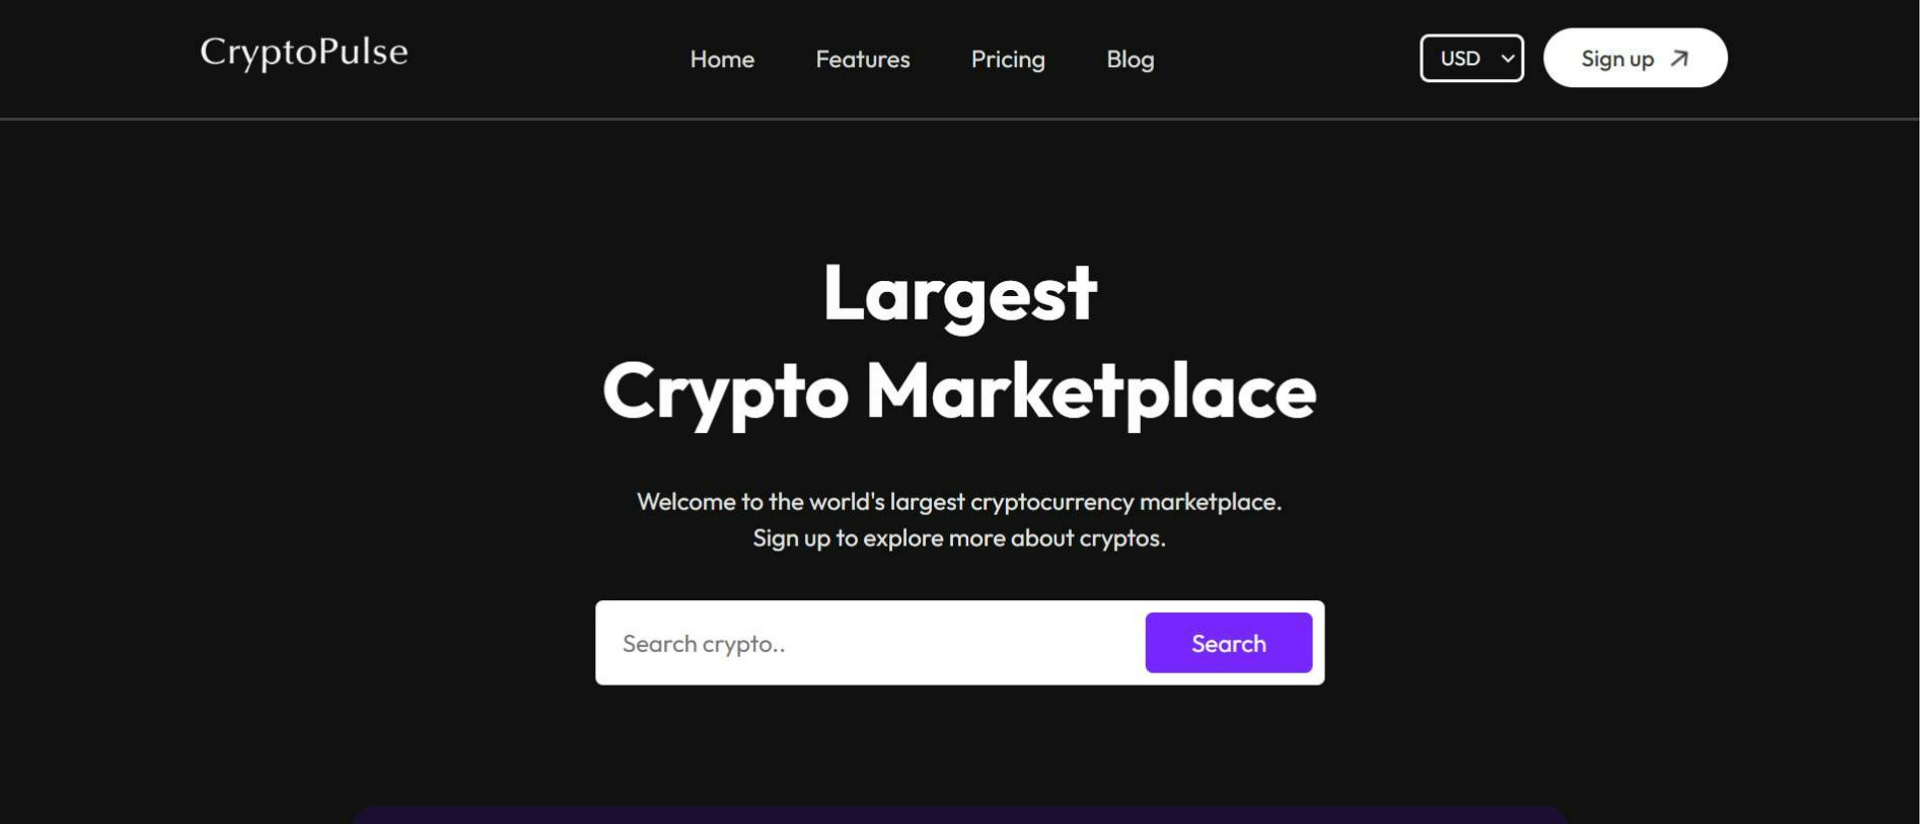 CryptoPulse
Home Features Pricing Blog
USD
Sign up
Largest
Crypto Marketplace
Welcome to the world's largest cryptocurrency marketplace.
Sign up to explore more about cryptos.
Search crypto..
Search